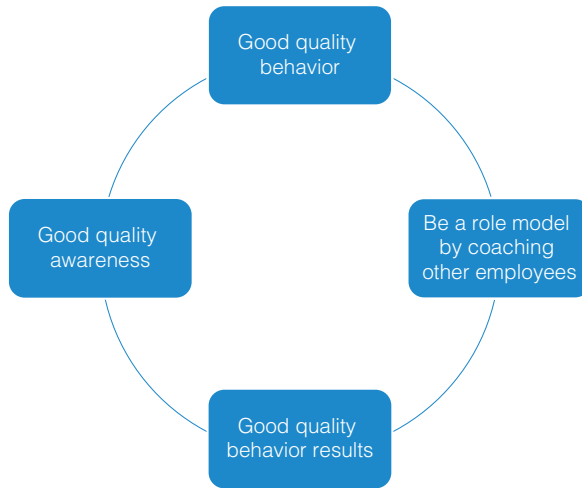 Good quality
behavior
Good quality
awareness
Be a role model
by coaching
other employees
Good quality
behavior results